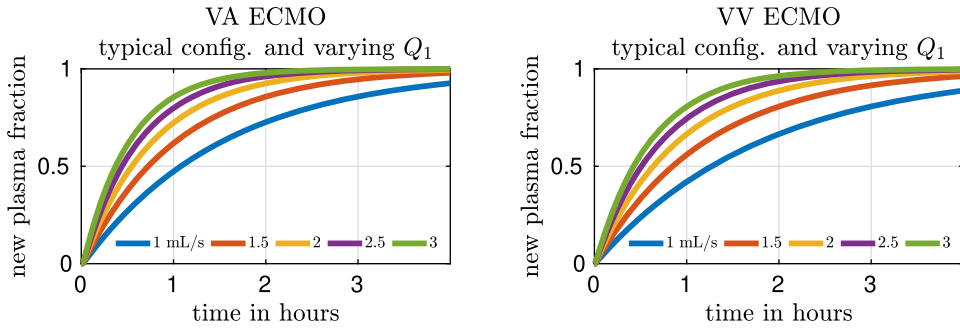 VA ECMO
typical config. and varying Q1
new plasma fraction
1
0.5
0
1 mL/s 1.5 2 2.5 3
0 1 2 3
time in hours
VV ECMO
typical config. and varying Q1
new plasma fraction
1
0.5
0
1 mL/s 1.5 2 2.5 3
0 1 2 3
time in hours